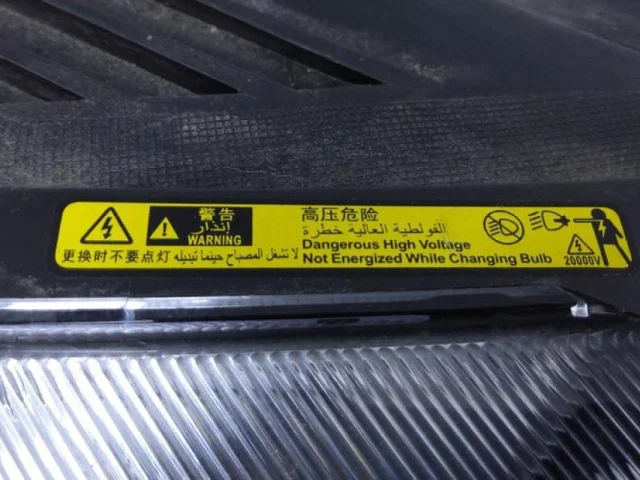 警告
إنذار
WARNING
更换时不要点灯 لا تشغل المصباح حينما تبتيله
高压危险
الفولطية العالية خطرة
Dangerous High Voltage
Not Energized While Changing Bulb
20000V